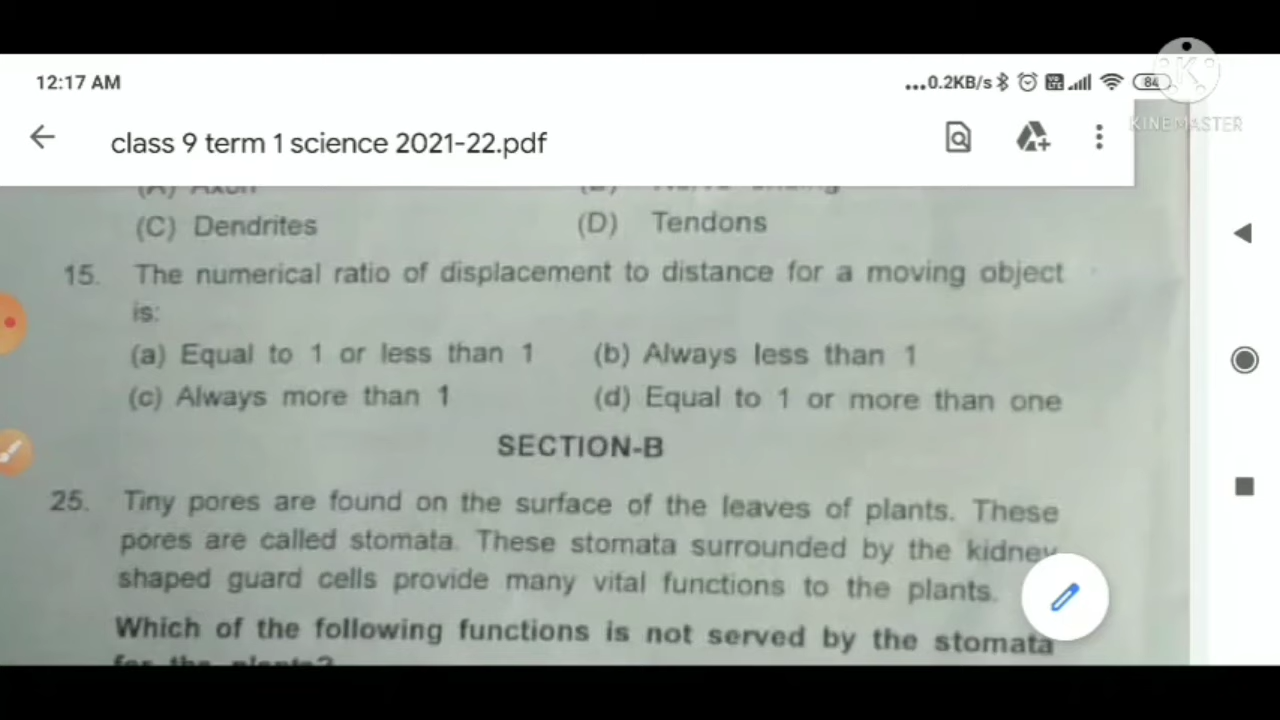 12:17 AM
...0.2KB/s 84
KINEMASTER
class 9 term 1 science 2021-22.pdf
(A) Axon
(C) Dendrites (D) Tendons
15. The numerical ratio of displacement to distance for a moving object
is:
(a) Equal to 1 or less than 1 (b) Always less than 1
(c) Always more than 1 (d) Equal to 1 or more than one
SECTION-B
25. Tiny pores are found on the surface of the leaves of plants. These
pores are called stomata. These stomata surrounded by the kidney
shaped guard cells provide many vital functions to the plants.
Which of the following functions is not served by the stomata
for the plants?